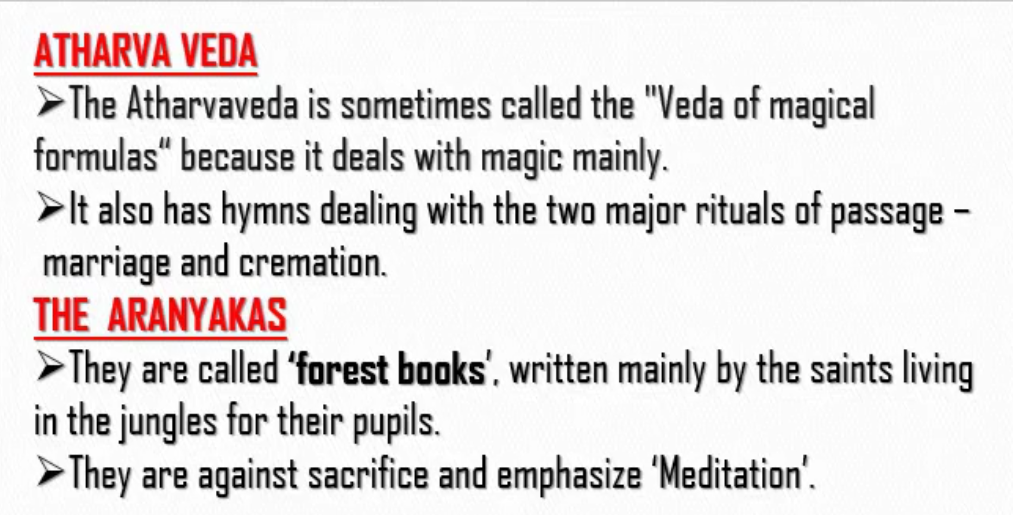 ATHARVA VEDA
➢The Atharvaveda is sometimes called the "Veda of magical
formulas“ because it deals with magic mainly.
➢It also has hymns dealing with the two major rituals of passage –
marriage and cremation.
THE ARANYAKAS
➢They are called ‘forest books’, written mainly by the saints living
in the jungles for their pupils.
➢They are against sacrifice and emphasize ‘Meditation’.